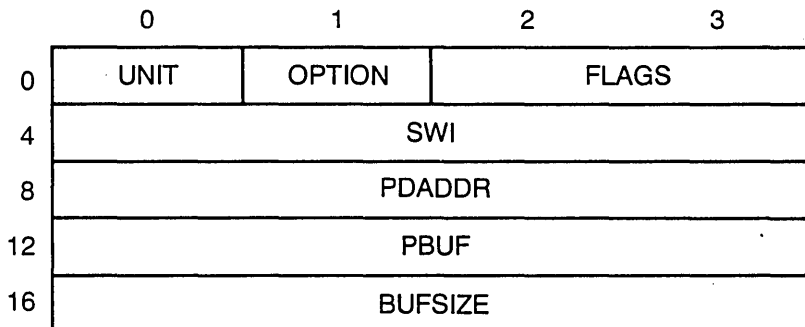 0 1 2 3
0 UNIT OPTION FLAGS
4 SWI
8 PDADDR
12 PBUF
16 BUFSIZE